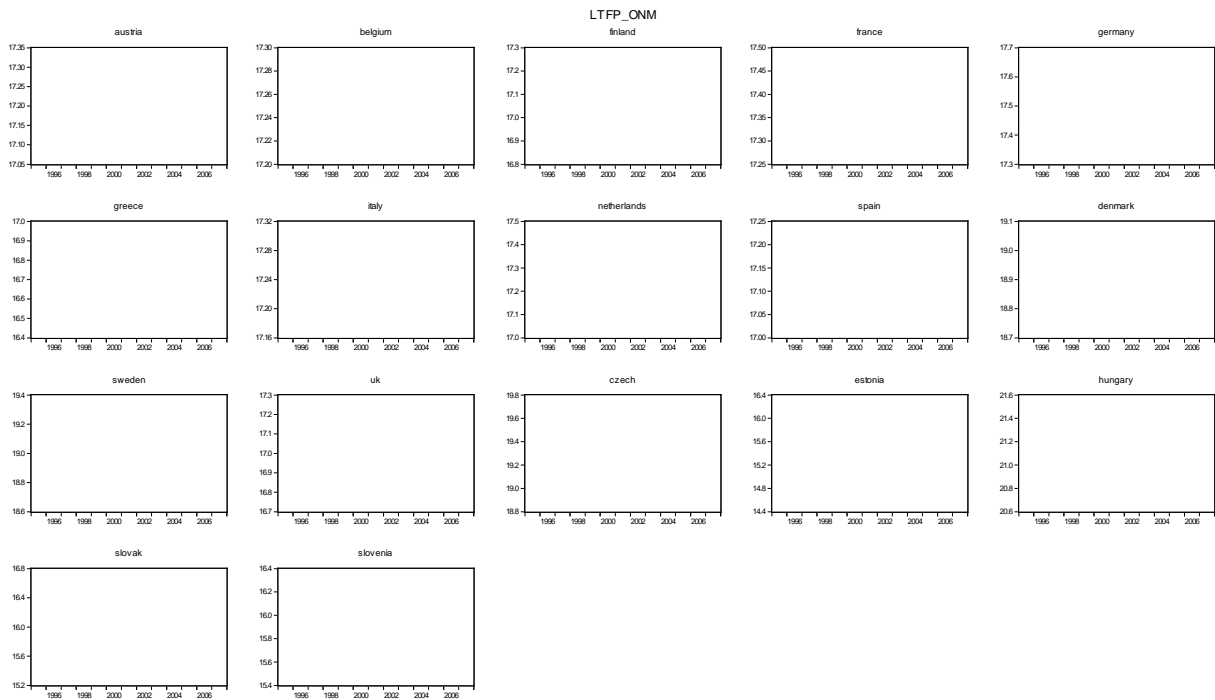 LTFP_ONM
austria belgium finland france germany
17.35 17.30 17.3 17.50 17.7
17.30 17.28 17.2 17.45 17.6
17.25 17.26 17.1 17.40 17.5
17.20 17.24 17.0 17.35 17.4
17.15 17.22 16.9 17.30 17.3
17.10 17.20 16.8 17.25
17.05
1996 1998 2000 2002 2004 2006 1996 1998 2000 2002 2004 2006 1996 1998 2000 2002 2004 2006 1996 1998 2000 2002 2004 2006 1996 1998 2000 2002 2004 2006
greece italy netherlands spain denmark
17.0 17.32 17.5 17.25 19.1
16.9 17.28 17.4 17.20 19.0
16.8 17.24 17.3 17.15 18.9
16.7 17.20 17.2 17.10 18.8
16.6 17.16 17.1 17.05 18.7
16.5 17.0 17.00
16.4
1996 1998 2000 2002 2004 2006 1996 1998 2000 2002 2004 2006 1996 1998 2000 2002 2004 2006 1996 1998 2000 2002 2004 2006 1996 1998 2000 2002 2004 2006
sweden uk czech estonia hungary
19.4 17.3 19.8 16.4 21.6
19.2 17.2 19.6 16.0 21.4
19.0 17.1 19.4 15.6 21.2
18.8 17.0 19.2 15.2 21.0
18.6 16.9 19.0 14.8 20.8
16.8 18.8 14.4 20.6
16.7
1996 1998 2000 2002 2004 2006 1996 1998 2000 2002 2004 2006 1996 1998 2000 2002 2004 2006 1996 1998 2000 2002 2004 2006 1996 1998 2000 2002 2004 2006
slovak slovenia
16.8 16.4
16.4 16.2
16.0 16.0
15.6 15.8
15.2 15.6
15.4
1996 1998 2000 2002 2004 2006 1996 1998 2000 2002 2004 2006